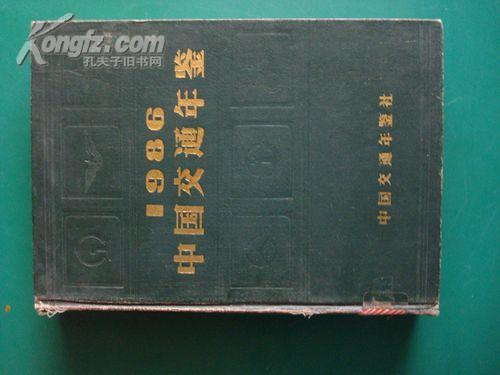 Kongfz.com
孔夫子旧书网
1986
中国交通年鉴
中国交通年鉴社